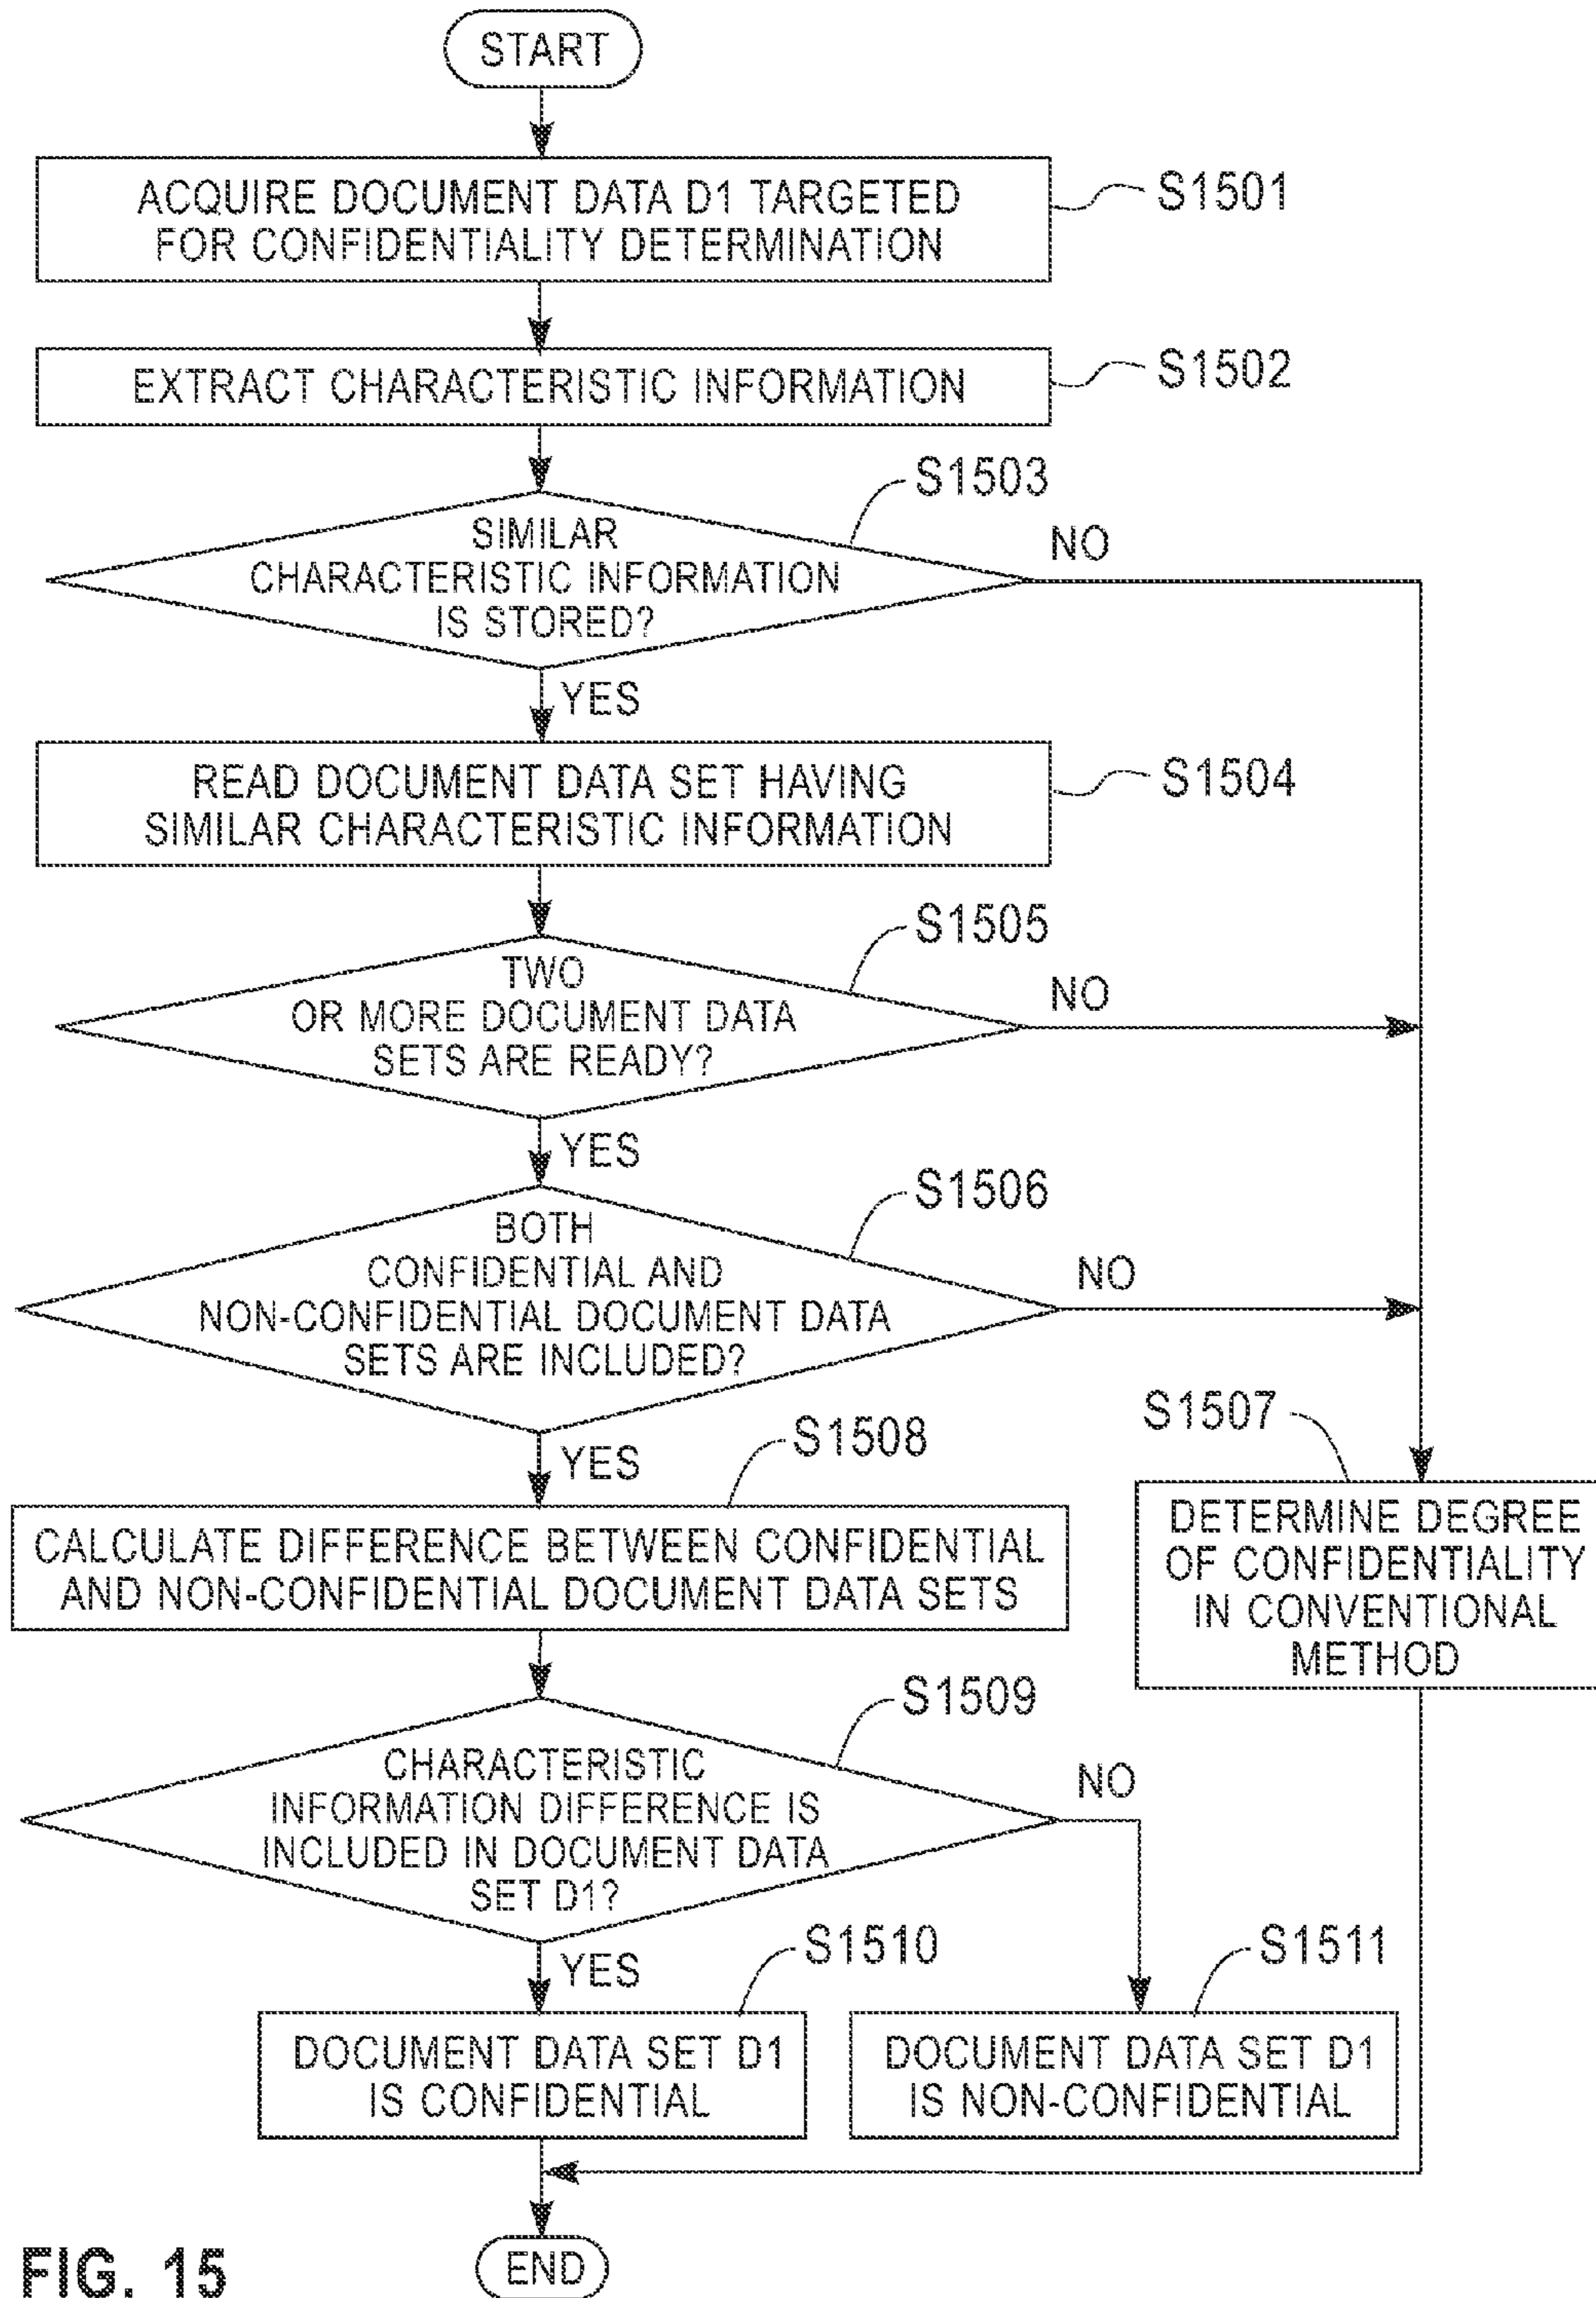 START
ACQUIRE DOCUMENT DATA D1 TARGETED
FOR CONFIDENTIALITY DETERMINATION
S1501
EXTRACT CHARACTERISTIC INFORMATION
S1502
S1503
SIMILAR
CHARACTERISTIC INFORMATION
IS STORED?
NO
YES
READ DOCUMENT DATA SET HAVING
SIMILAR CHARACTERISTIC INFORMATION
S1504
S1505
TWO
OR MORE DOCUMENT DATA
SETS ARE READY?
NO
YES
S1506
BOTH
CONFIDENTIAL AND
NON-CONFIDENTIAL DOCUMENT DATA
SETS ARE INCLUDED?
NO
YES
S1508
CALCULATE DIFFERENCE BETWEEN CONFIDENTIAL
AND NON-CONFIDENTIAL DOCUMENT DATA SETS
S1507
DETERMINE DEGREE
OF CONFIDENTIALITY
IN CONVENTIONAL
METHOD
S1509
CHARACTERISTIC
INFORMATION DIFFERENCE IS
INCLUDED IN DOCUMENT DATA
SET D1?
NO
YES
S1510
DOCUMENT DATA SET D1
IS CONFIDENTIAL
S1511
DOCUMENT DATA SET D1
IS NON-CONFIDENTIAL
END
FIG. 15